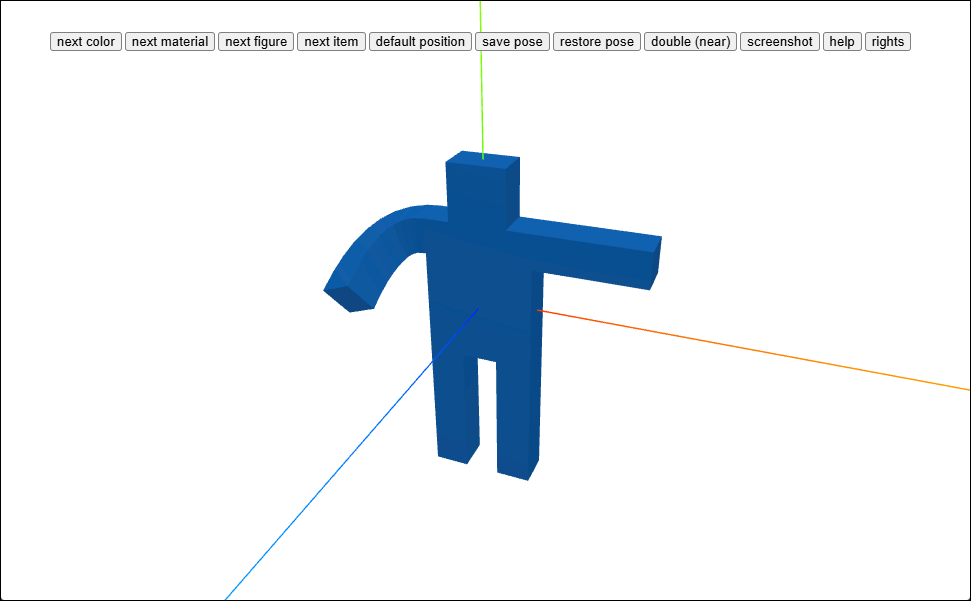 next color next material next figure next item default position save pose restore pose double (near) screenshot help rights